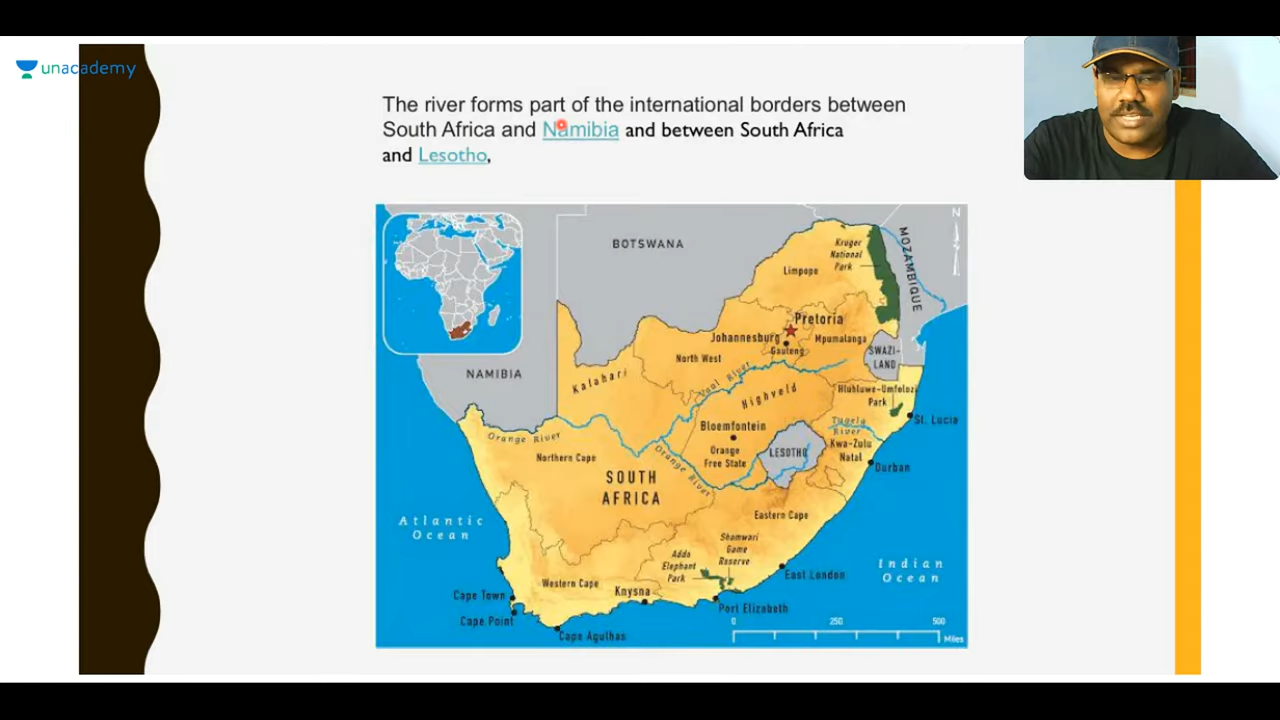 unacademy
The river forms part of the international borders between
South Africa and Namibia and between South Africa
and Lesotho,
N
BOTSWANA
MOZAMBIQUE
Kruger
National
Park
Limpopo
Pretoria
Johannesburg
Gauteng
Mpumalanga
North West
SWAZI-
LAND
NAMIBIA
Kalahari
Vaal River
Highveld
Hluhluwe-Umfolozi
Park
St. Lucia
Orange River
Bloemfontein
Tugela
River
Northern Cape
Orange River
Orange
Free State
LESOTHO
Kwa-Zulu
Natal
Durban
SOUTH
AFRICA
Atlantic
Ocean
Eastern Cape
Shamwari
Game
Reserve
Addo
Elephant
Park
Indian
Ocean
East London
Western Cape
Knysna
Cape Town
Port Elizabeth
Cape Point
Cape Agulhas
0 250 500
Miles